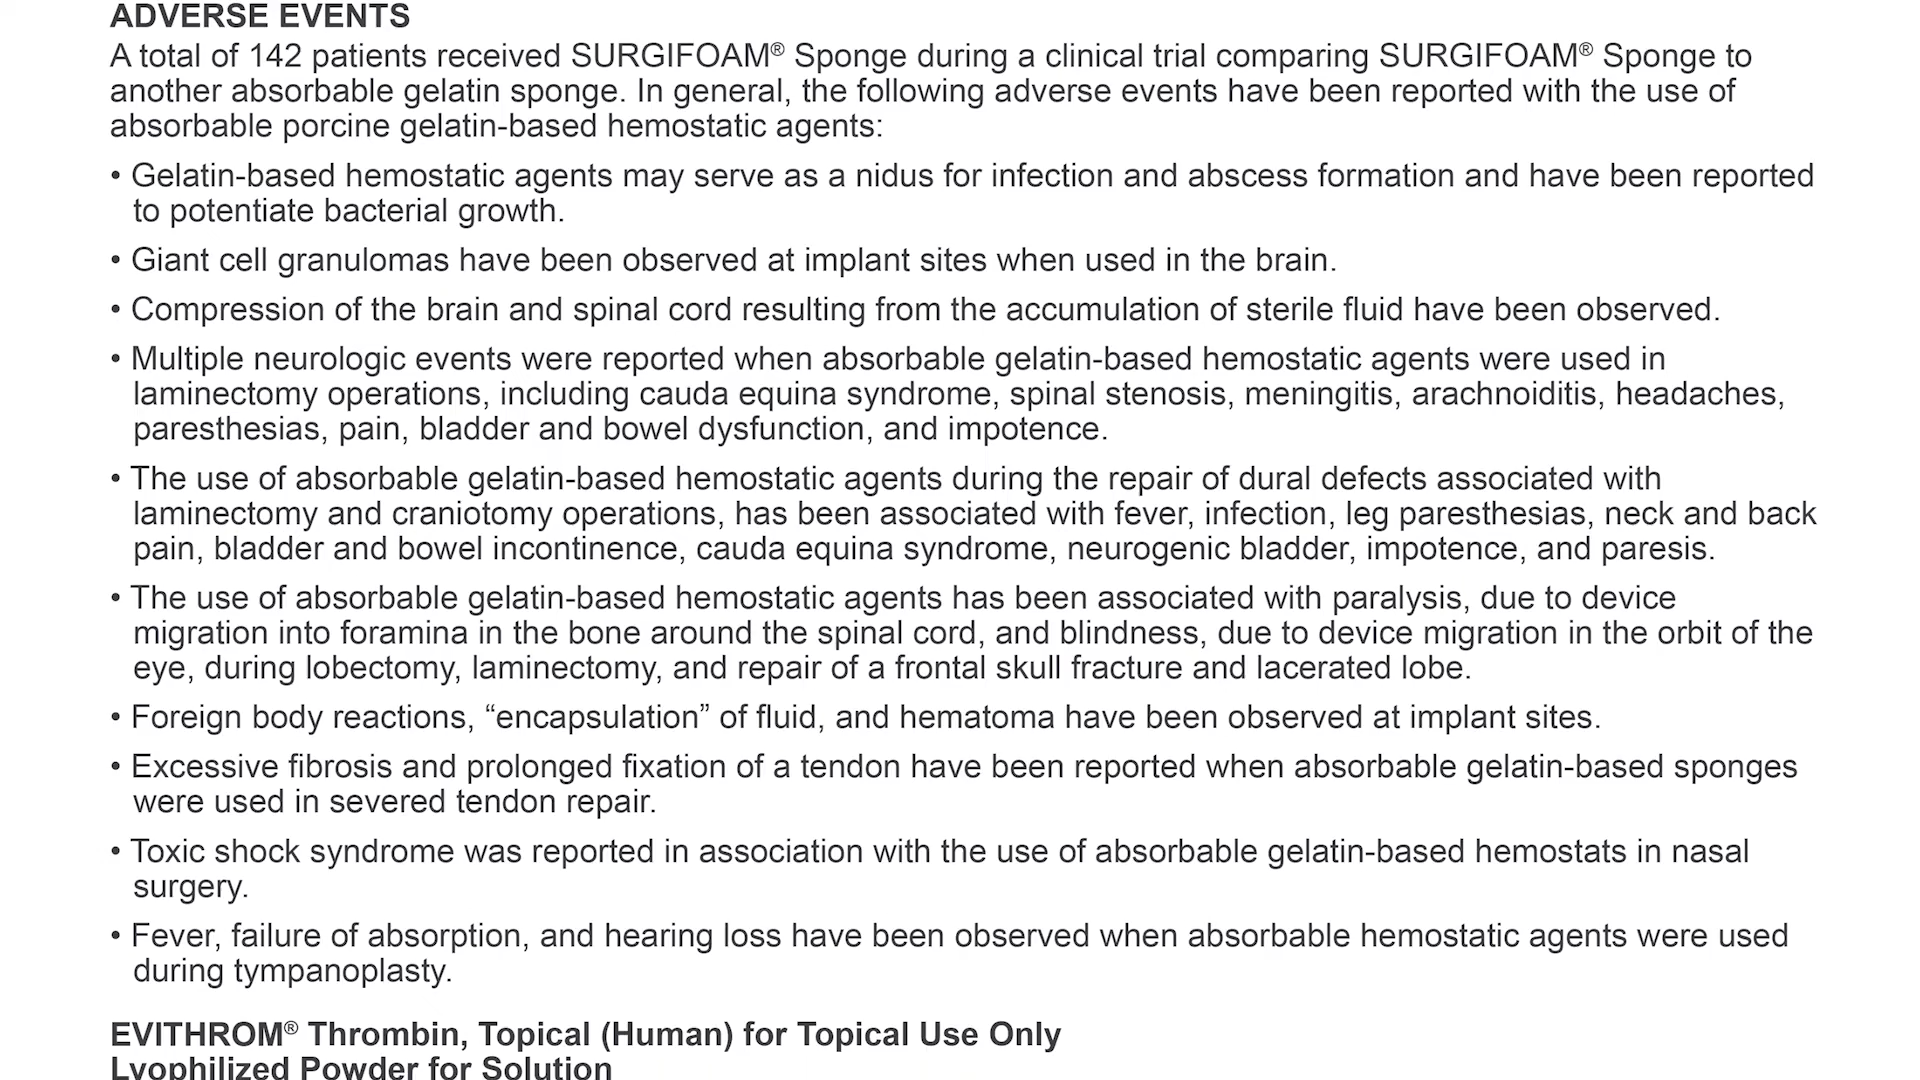 ADVERSE EVENTS
A total of 142 patients received SURGIFOAM® Sponge during a clinical trial comparing SURGIFOAM® Sponge to
another absorbable gelatin sponge. In general, the following adverse events have been reported with the use of
absorbable porcine gelatin-based hemostatic agents:
• Gelatin-based hemostatic agents may serve as a nidus for infection and abscess formation and have been reported
to potentiate bacterial growth.
• Giant cell granulomas have been observed at implant sites when used in the brain.
• Compression of the brain and spinal cord resulting from the accumulation of sterile fluid have been observed.
• Multiple neurologic events were reported when absorbable gelatin-based hemostatic agents were used in
laminectomy operations, including cauda equina syndrome, spinal stenosis, meningitis, arachnoiditis, headaches,
paresthesias, pain, bladder and bowel dysfunction, and impotence.
• The use of absorbable gelatin-based hemostatic agents during the repair of dural defects associated with
laminectomy and craniotomy operations, has been associated with fever, infection, leg paresthesias, neck and back
pain, bladder and bowel incontinence, cauda equina syndrome, neurogenic bladder, impotence, and paresis.
• The use of absorbable gelatin-based hemostatic agents has been associated with paralysis, due to device
migration into foramina in the bone around the spinal cord, and blindness, due to device migration in the orbit of the
eye, during lobectomy, laminectomy, and repair of a frontal skull fracture and lacerated lobe.
• Foreign body reactions, “encapsulation” of fluid, and hematoma have been observed at implant sites.
• Excessive fibrosis and prolonged fixation of a tendon have been reported when absorbable gelatin-based sponges
were used in severed tendon repair.
• Toxic shock syndrome was reported in association with the use of absorbable gelatin-based hemostats in nasal
surgery.
• Fever, failure of absorption, and hearing loss have been observed when absorbable hemostatic agents were used
during tympanoplasty.
EVITHROM® Thrombin, Topical (Human) for Topical Use Only
Lyophilized Powder for Solution